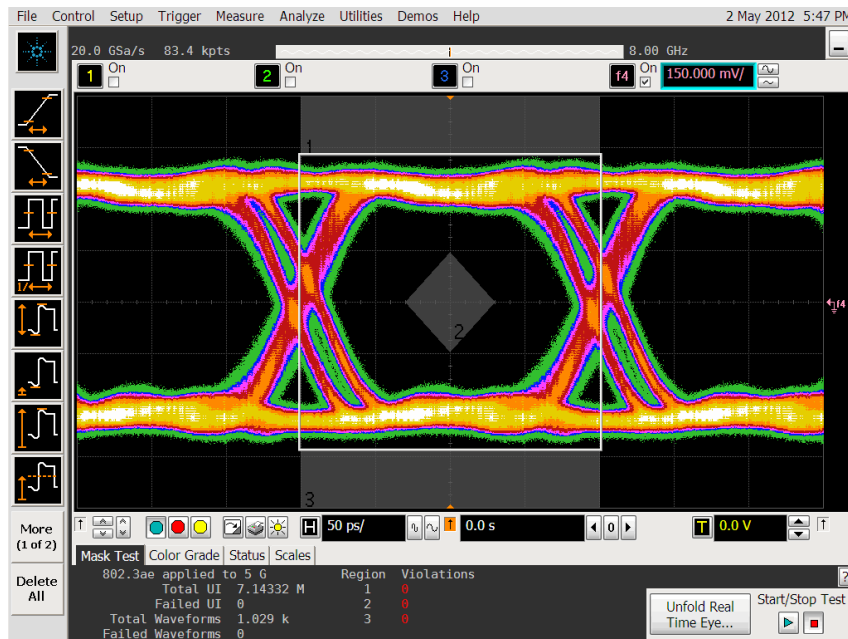 File Control Setup Trigger Measure Analyze Utilities Demos Help 2 May 2012 5:47 PM
20.0 GSa/s 83.4 kpts 8.00 GHz
1 On 2 On 3 On f4 On 150.000 mV/
1
2
f4
3
1/
More
(1 of 2)
Delete
All
H 50 ps/ 0.0 s 0 T 0.0 V
Mask Test Color Grade Status Scales
802.3ae applied to 5 G Region Violations
Total UI 7.14332 M 1 0
Failed UI 0 2 0
Total Waveforms 1.029 k 3 0
Failed Waveforms 0
?
Unfold Real
Time Eye...
Start/Stop Test